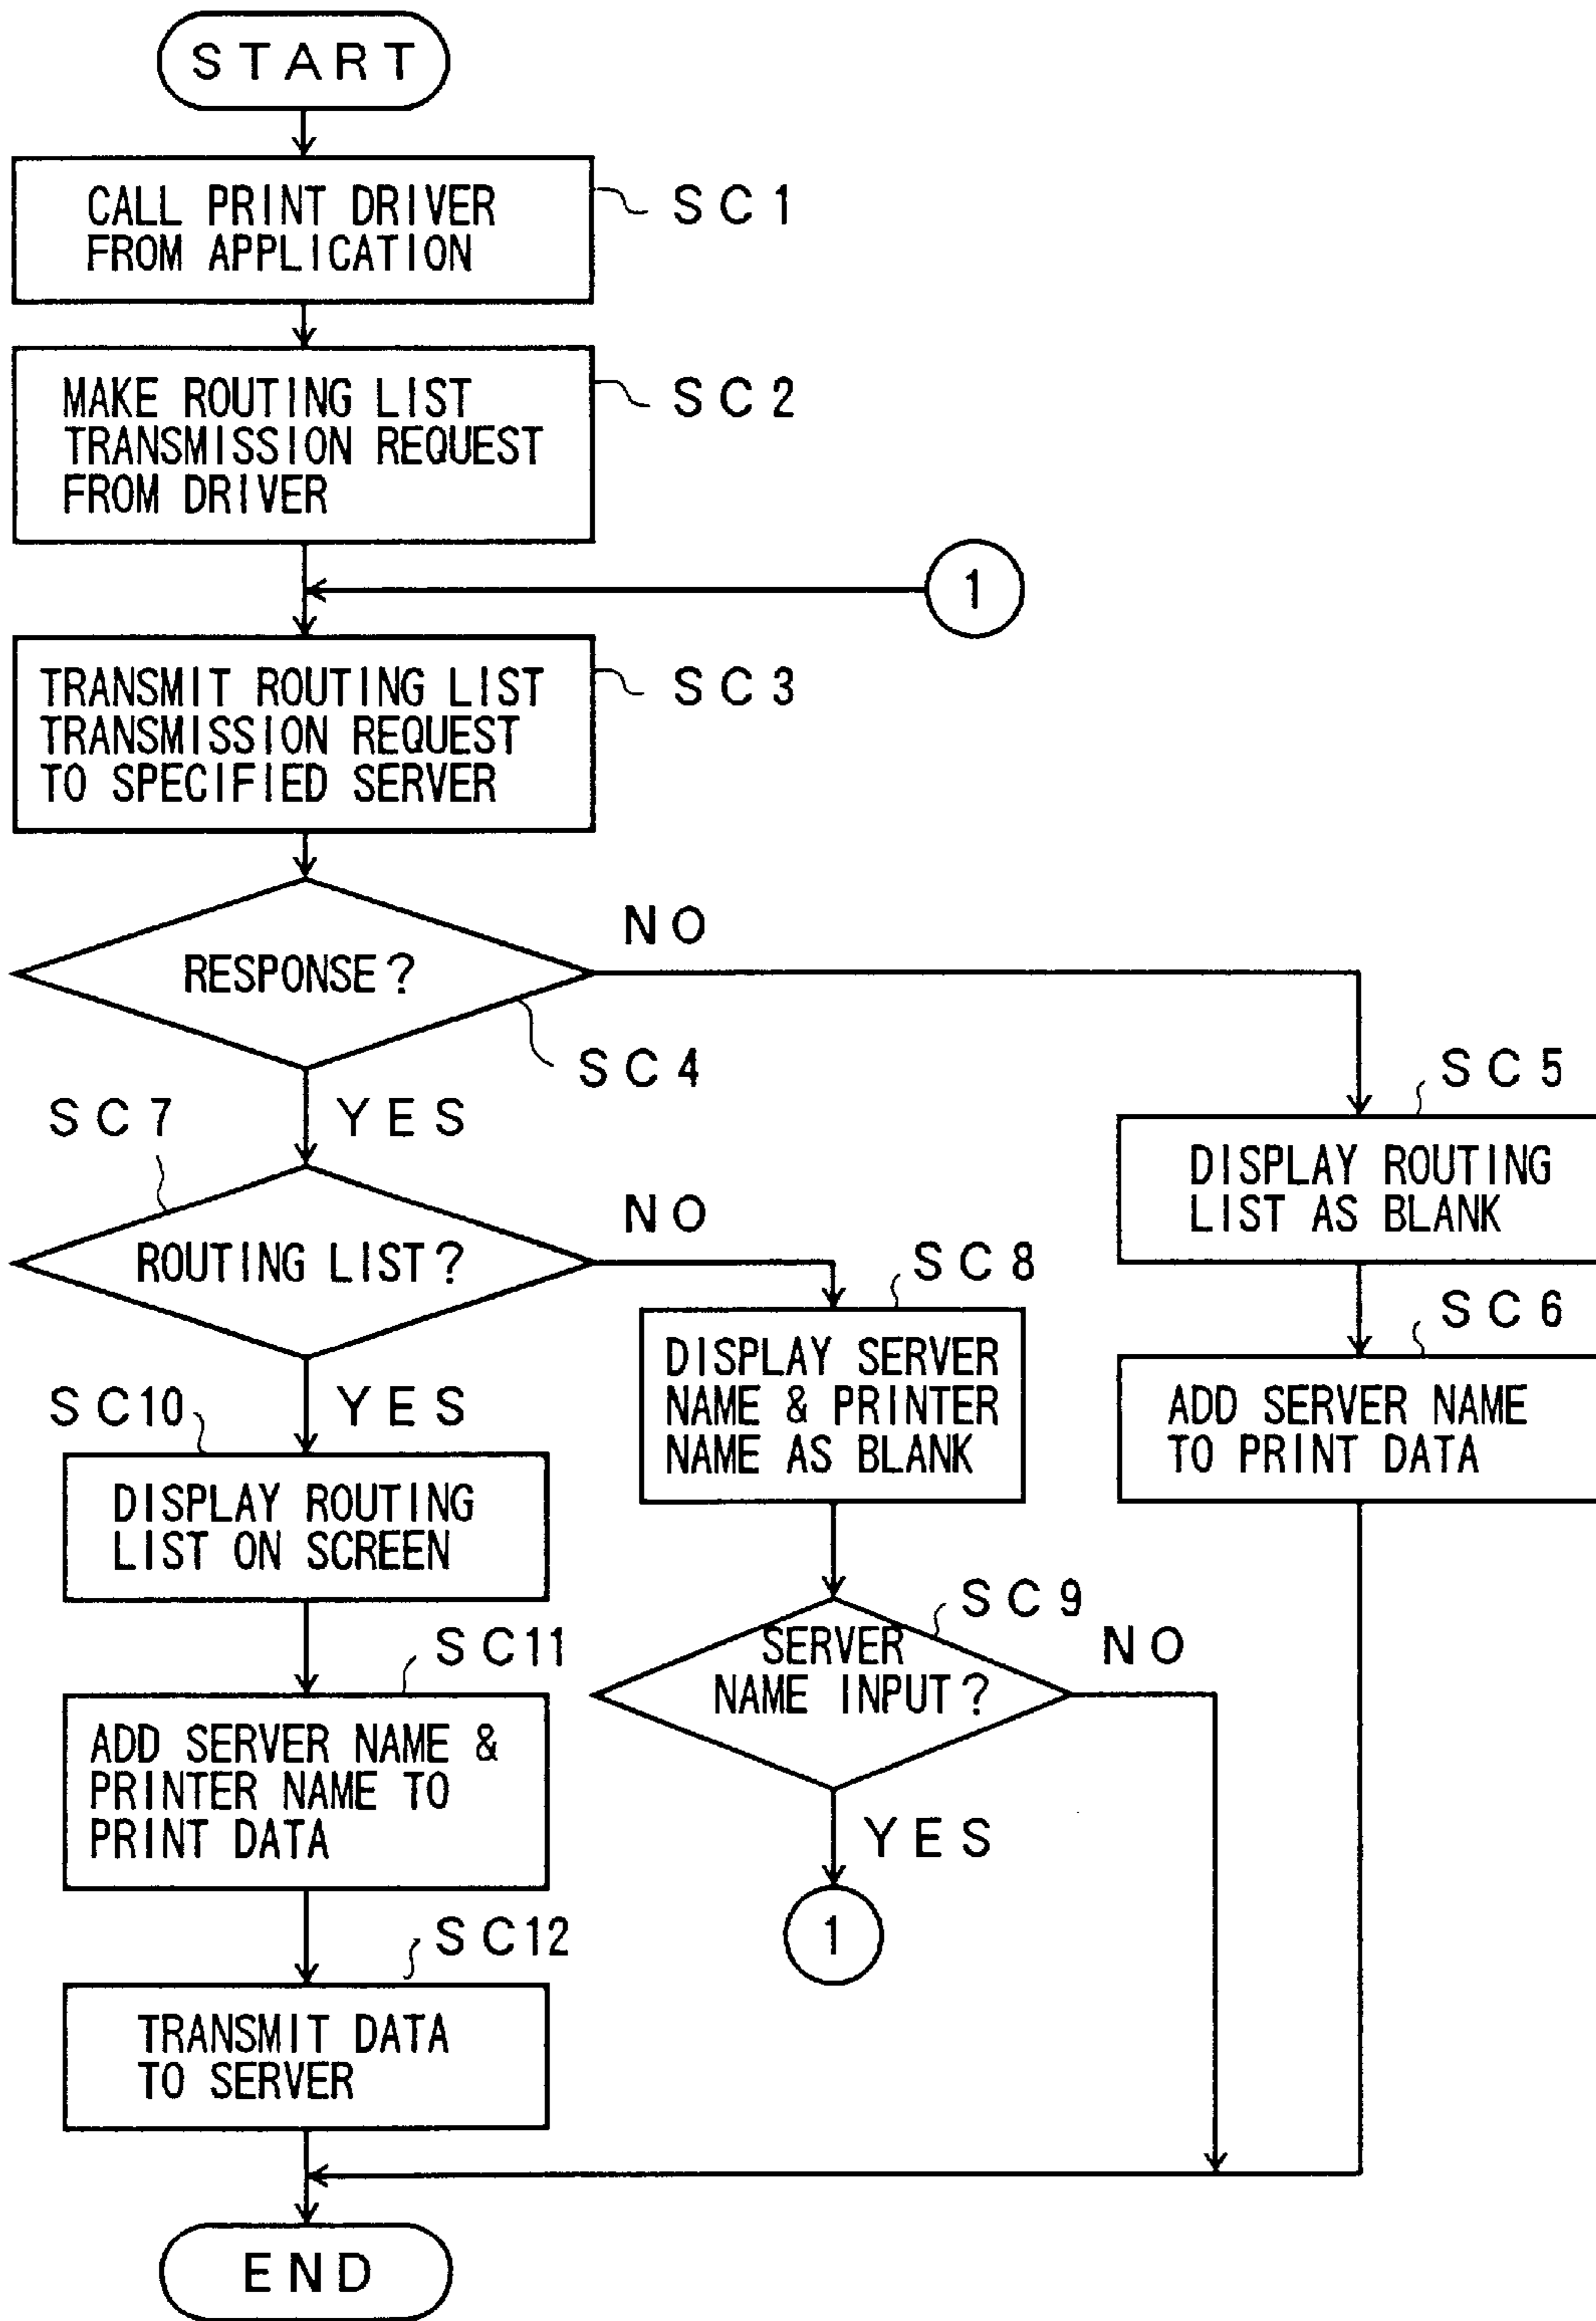 START
CALL PRINT DRIVER
FROM APPLICATION
SC1
MAKE ROUTING LIST
TRANSMISSION REQUEST
FROM DRIVER
SC2
1
TRANSMIT ROUTING LIST
TRANSMISSION REQUEST
TO SPECIFIED SERVER
SC3
RESPONSE?
NO
SC4
YES
SC5
DISPLAY ROUTING
LIST AS BLANK
SC6
ADD SERVER NAME
TO PRINT DATA
SC7
ROUTING LIST?
NO
YES
SC8
DISPLAY SERVER
NAME & PRINTER
NAME AS BLANK
SC9
SERVER
NAME INPUT?
NO
YES
1
SC10
DISPLAY ROUTING
LIST ON SCREEN
SC11
ADD SERVER NAME &
PRINTER NAME TO
PRINT DATA
SC12
TRANSMIT DATA
TO SERVER
END